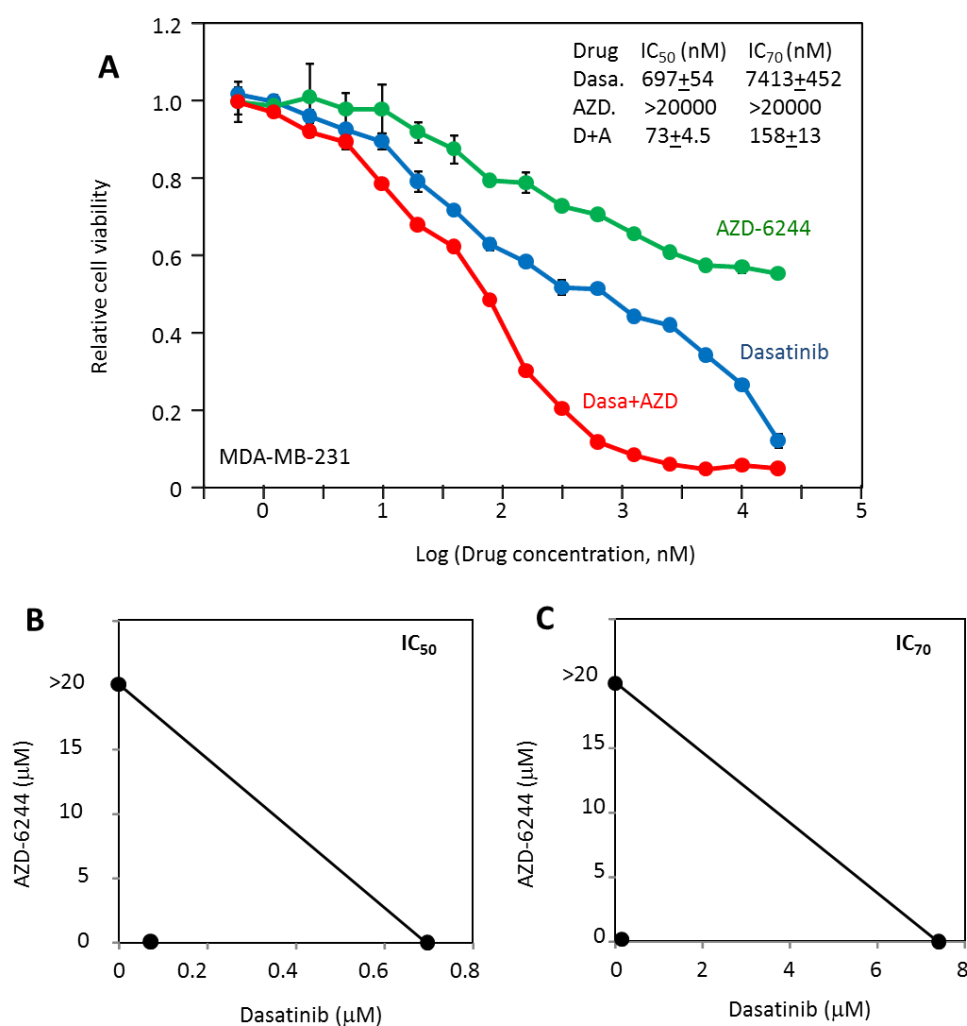 A
1.2
1.0
0.8
0.6
0.4
0.2
0
Relative cell viability
Drug IC50 (nM) IC70 (nM)
Dasa. 697±54 7413±452
AZD. >20000 >20000
D+A 73±4.5 158±13
AZD-6244
Dasatinib
Dasa+AZD
MDA-MB-231
0 1 2 3 4 5
Log (Drug concentration, nM)
B
IC50
>20
15
10
5
0
AZD-6244 (μM)
0 0.2 0.4 0.6 0.8
Dasatinib (μM)
C
IC70
>20
15
10
5
0
AZD-6244 (μM)
0 2 4 6 8
Dasatinib (μM)